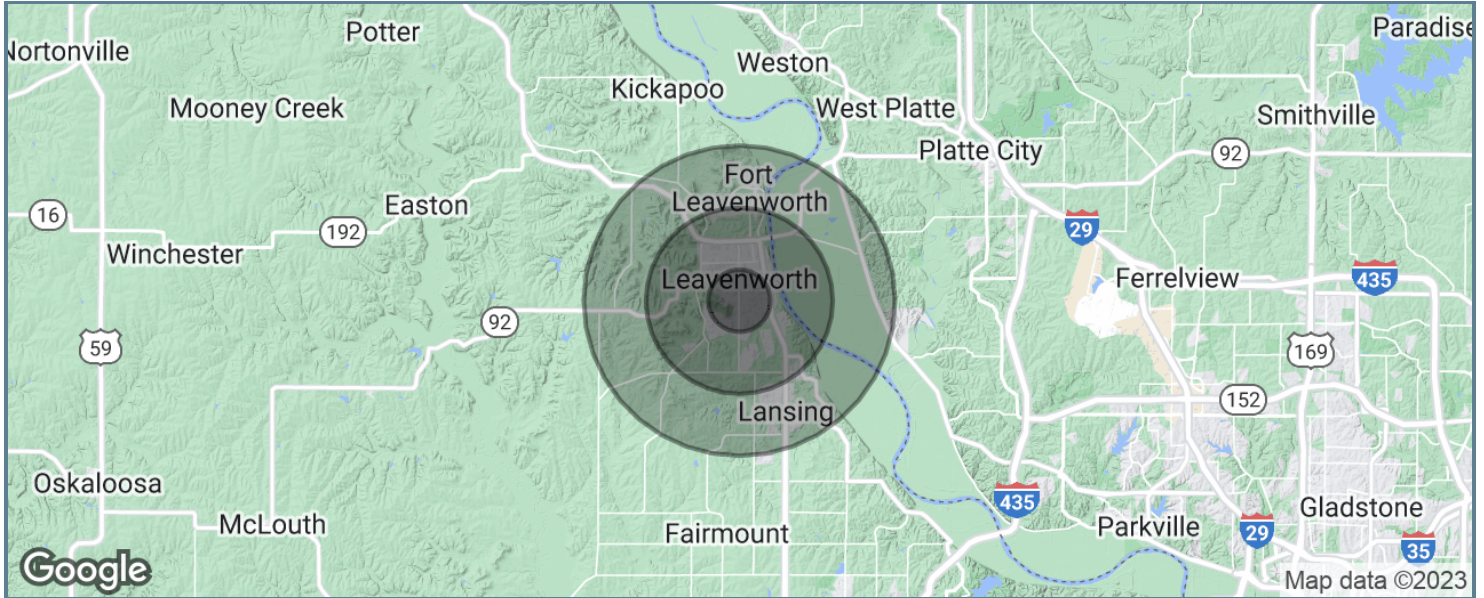 Potter
Paradise
Nortonville
Weston
Kickapoo
Mooney Creek
West Platte
Smithville
Platte City
92
Fort
Leavenworth
Easton
16
192
29
Winchester
Leavenworth
Ferrelview
435
92
59
169
152
Lansing
Oskaloosa
435
Gladstone
McLouth
Parkville
Fairmount
29
35
Google
Map data ©2023